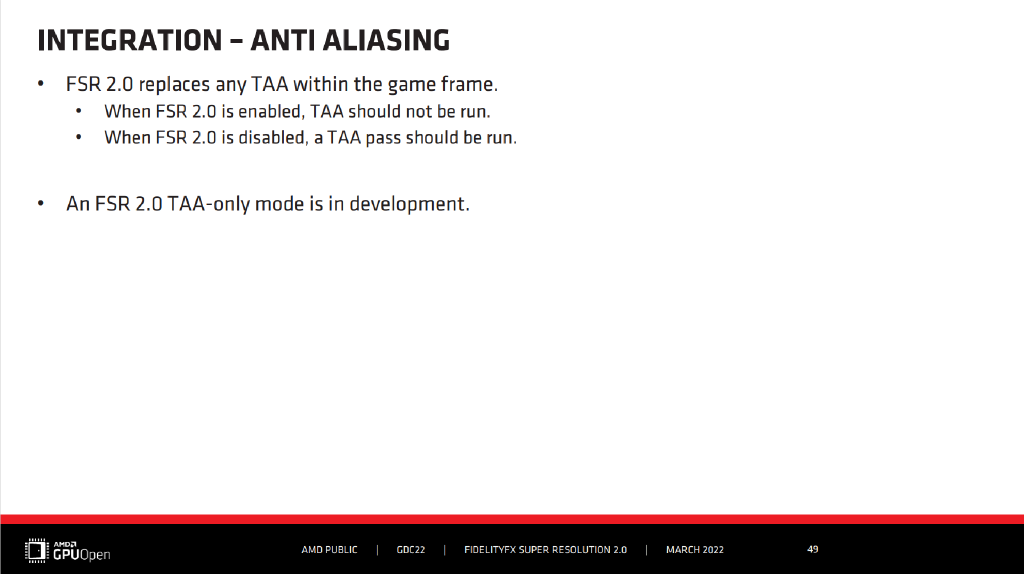 INTEGRATION – ANTI ALIASING
• FSR 2.0 replaces any TAA within the game frame.
• When FSR 2.0 is enabled, TAA should not be run.
• When FSR 2.0 is disabled, a TAA pass should be run.
• An FSR 2.0 TAA-only mode is in development.
AMD
GPUOpen
AMD PUBLIC | GDC22 | FIDELITYFX SUPER RESOLUTION 2.0 | MARCH 2022 49